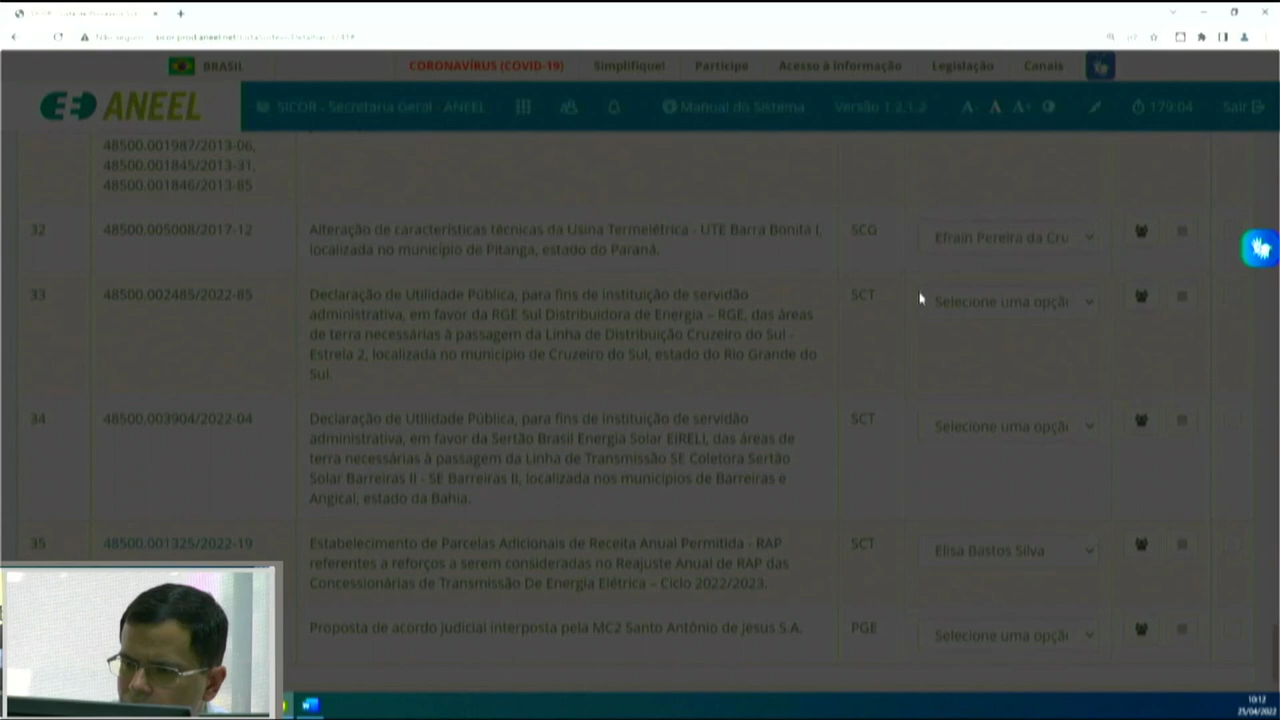 Não seguro sicor.prod.aneel.net
BRASIL CORONAVÍRUS (COVID-19) Simplifique! Participe Acesso à informação Legislação Canais
ANEEL
SICOR - Secretaria Geral - ANEEL Manual do Sistema Versão 1.2.1.2 A- A A+ 179:04 Sair
48500.001987/2013-06,
48500.001845/2013-31,
48500.001846/2013-85
32 48500.005008/2017-12 Alteração de características técnicas da Usina Termelétrica - UTE Barra Bonita I, SCG Efrain Pereira da Cru
localizada no município de Pitanga, estado do Paraná.
33 48500.002485/2022-85 Declaração de Utilidade Pública, para fins de instituição de servidão SCT Selecione uma opçã
administrativa, em favor da RGE Sul Distribuidora de Energia – RGE, das áreas
de terra necessárias à passagem da Linha de Distribuição Cruzeiro do Sul -
Estrela 2, localizada no município de Cruzeiro do Sul, estado do Rio Grande do
Sul.
34 48500.003904/2022-04 Declaração de Utilidade Pública, para fins de instituição de servidão SCT Selecione uma opçã
administrativa, em favor da Sertão Brasil Energia Solar EIRELI, das áreas de
terra necessárias à passagem da Linha de Transmissão SE Coletora Sertão
Solar Barreiras II - SE Barreiras II, localizada nos municípios de Barreiras e
Angical, estado da Bahia.
35 48500.001325/2022-19 Estabelecimento de Parcelas Adicionais de Receita Anual Permitida - RAP SCT Elisa Bastos Silva
referentes a reforços a serem consideradas no Reajuste Anual de RAP das
Concessionárias de Transmissão De Energia Elétrica – Ciclo 2022/2023.
Proposta de acordo judicial interposta pela MC2 Santo Antônio de Jesus S.A. PGE Selecione uma opçã
10:12
25/04/2022